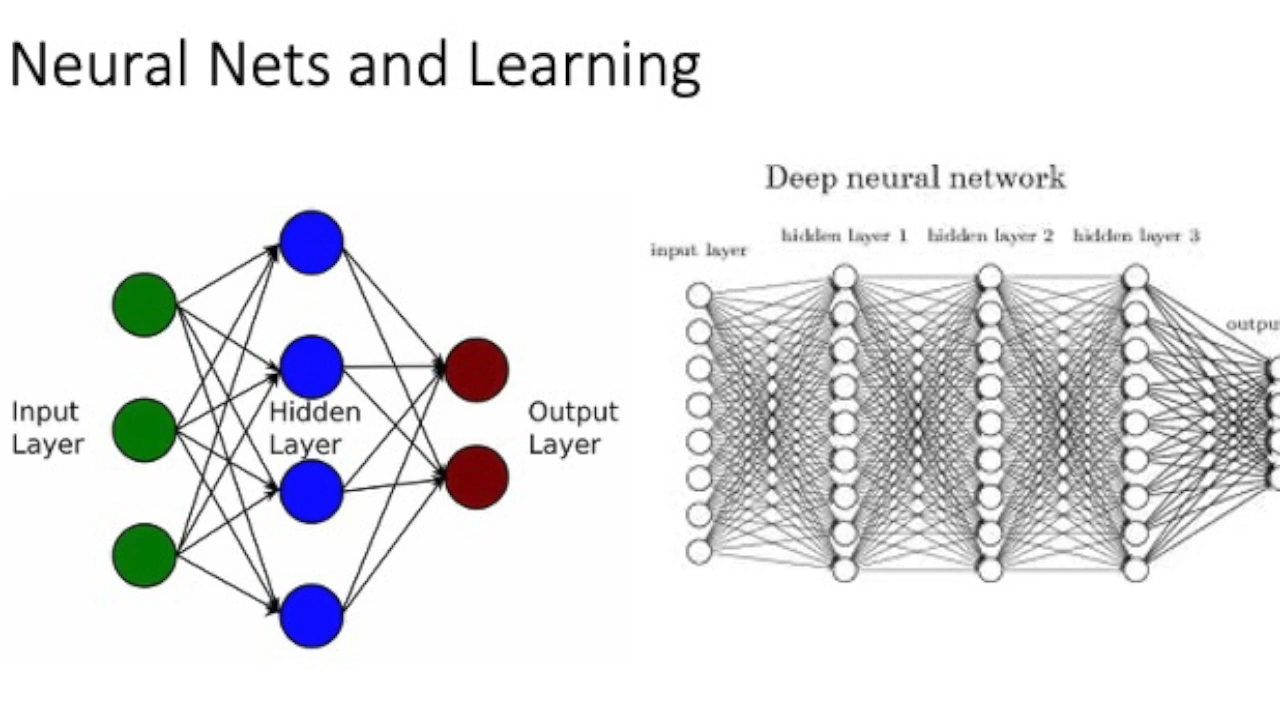 Neural Nets and Learning
Input
Layer
Hidden
Layer
Output
Layer
Deep neural network
input layer
hidden layer 1
hidden layer 2
hidden layer 3
outpu